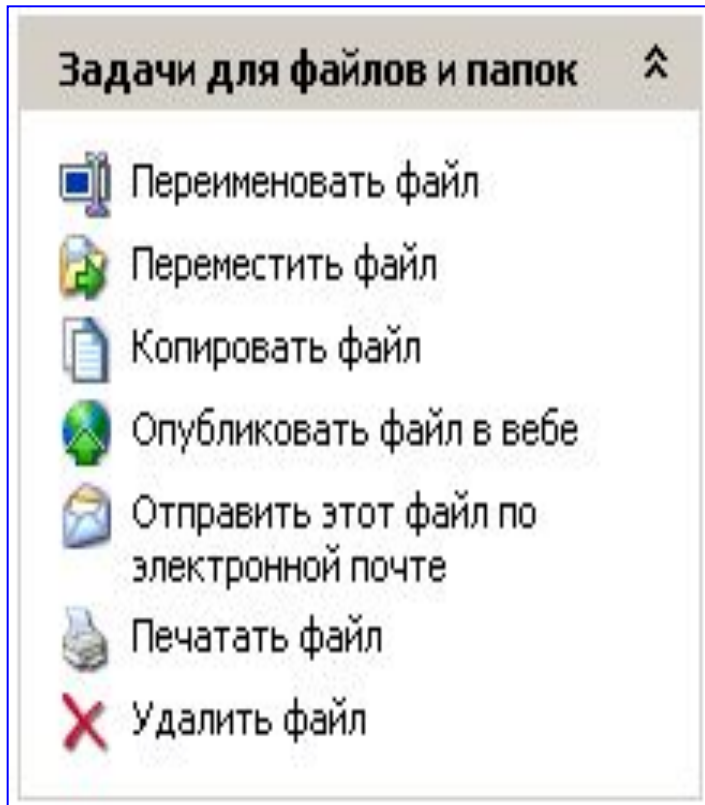 Задачи для файлов и папок
Переименовать файл
Переместить файл
Копировать файл
Опубликовать файл в вебе
Отправить этот файл по
электронной почте
Печатать файл
Удалить файл